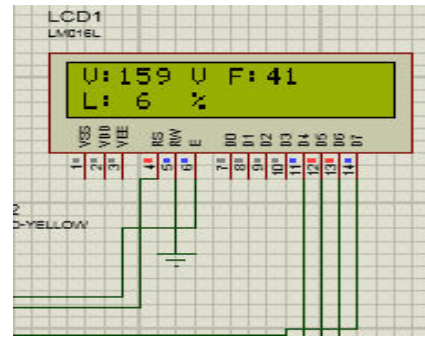 LCD1
LM016L
V:159 V F:41
L: 6 %
VSS VDD VEE RS RW E D0 D1 D2 D3 D4 D5 D6 D7
1 2 3 4 5 6 7 8 9 10 11 12 13 14
2
D-YELLOW